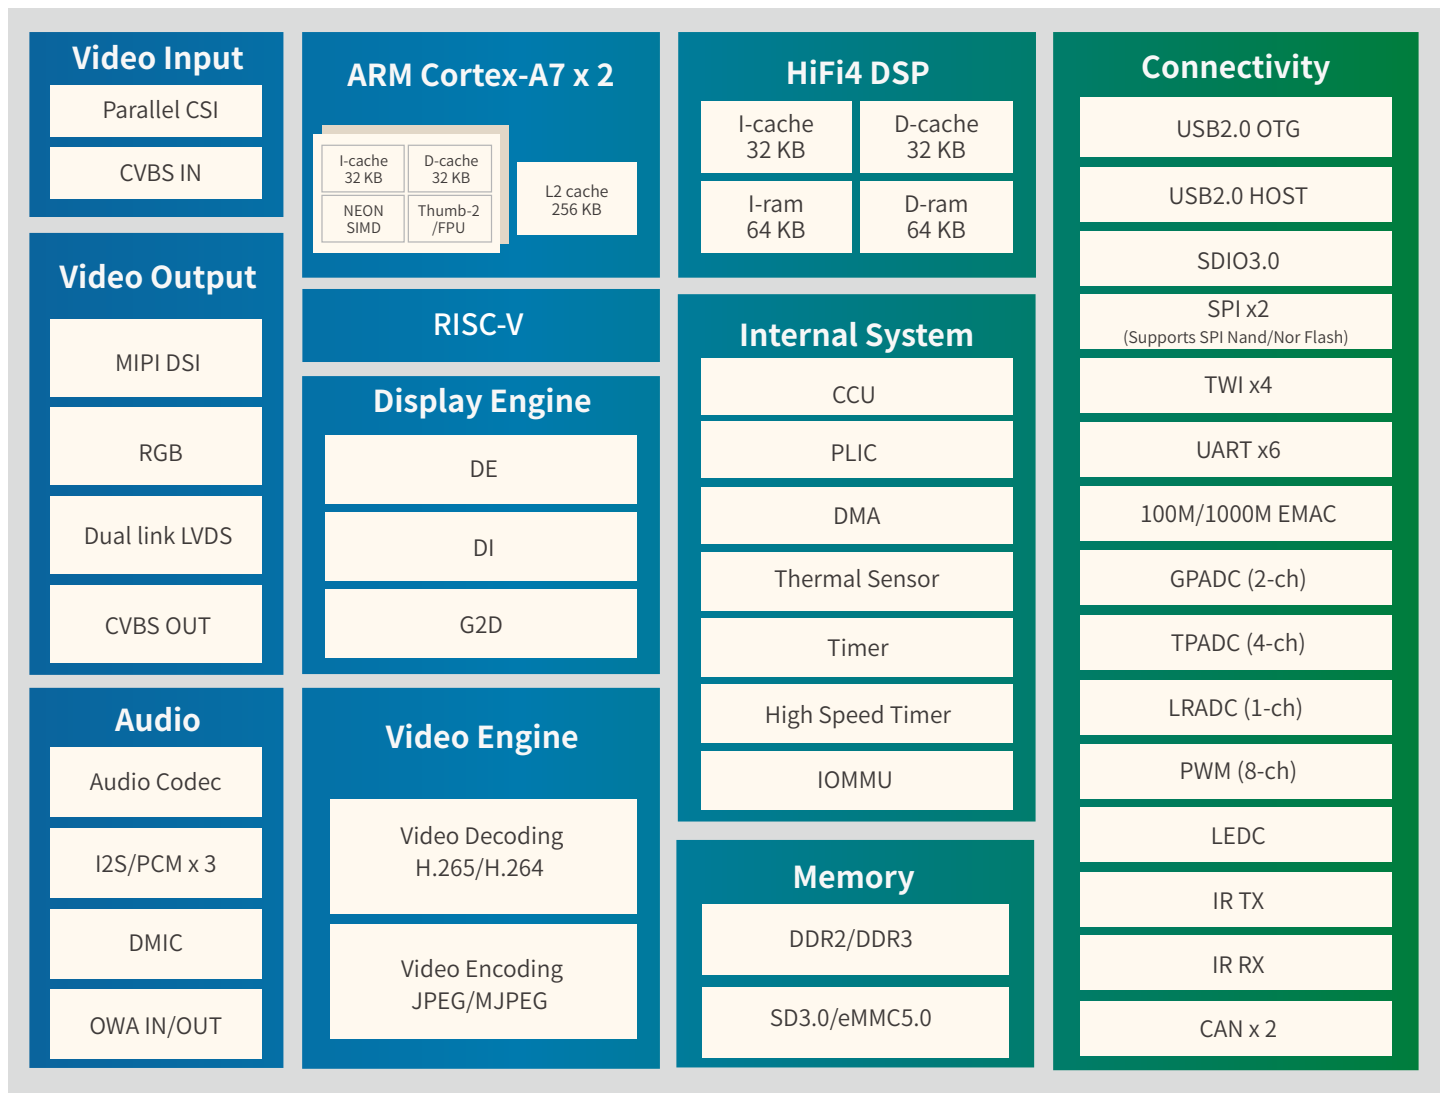 Video Input
Parallel CSI
CVBS IN
Video Output
MIPI DSI
RGB
Dual link LVDS
CVBS OUT
Audio
Audio Codec
I2S/PCM x 3
DMIC
OWA IN/OUT
ARM Cortex-A7 x 2
I-cache
32 KB
D-cache
32 KB
NEON
SIMD
Thumb-2
/FPU
L2 cache
256 KB
RISC-V
Display Engine
DE
DI
G2D
Video Engine
Video Decoding
H.265/H.264
Video Encoding
JPEG/MJPEG
HiFi4 DSP
I-cache
32 KB
D-cache
32 KB
I-ram
64 KB
D-ram
64 KB
Internal System
CCU
PLIC
DMA
Thermal Sensor
Timer
High Speed Timer
IOMMU
Memory
DDR2/DDR3
SD3.0/eMMC5.0
Connectivity
USB2.0 OTG
USB2.0 HOST
SDIO3.0
SPI x2
(Supports SPI Nand/Nor Flash)
TWI x4
UART x6
100M/1000M EMAC
GPADC (2-ch)
TPADC (4-ch)
LRADC (1-ch)
PWM (8-ch)
LEDC
IR TX
IR RX
CAN x 2